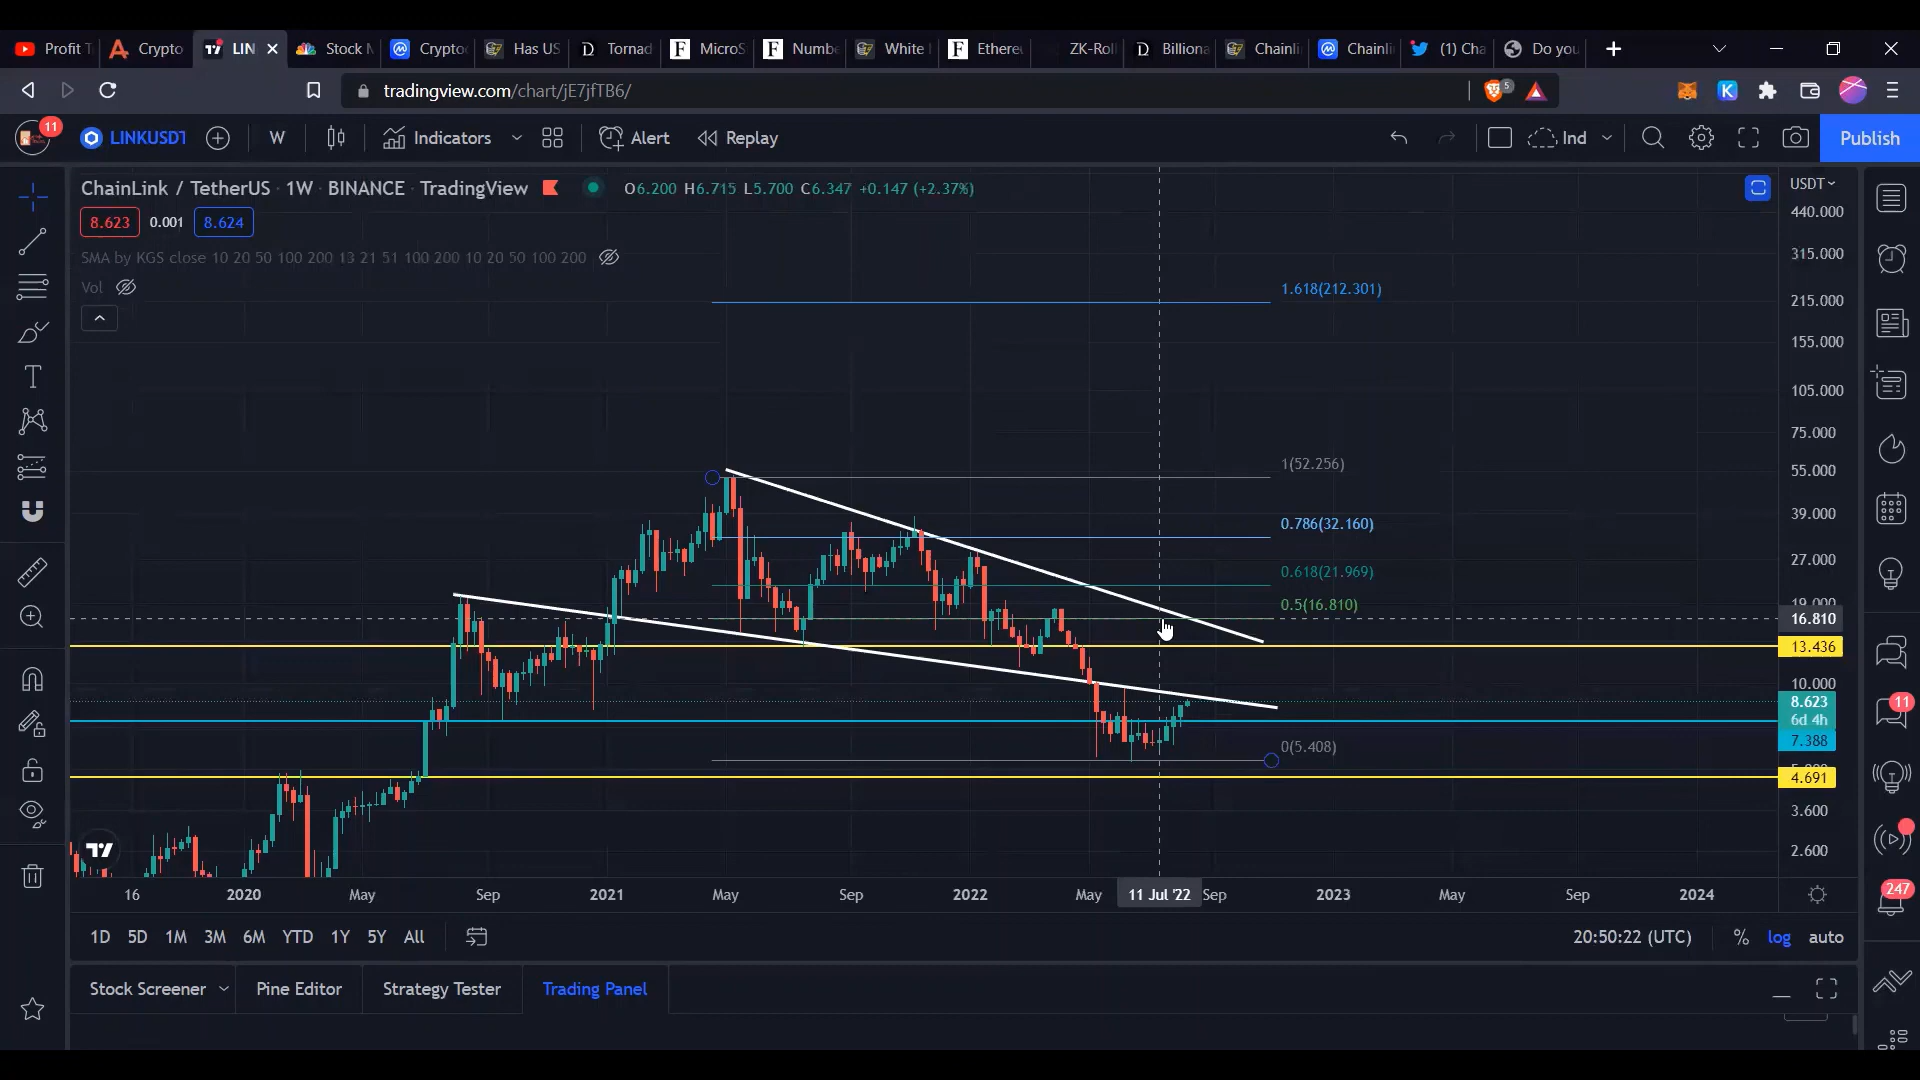 Profit T
Crypto
LIN
Stock M
Crypto
Has US
Tornad
MicroS
Numbe
White
Ethere
ZK-Roll
Billiona
Chainli
Chainli
(1) Cha
Do you
tradingview.com/chart/jE7jfTB6/
5
11
LINKUSDT
W
Indicators
Alert
Replay
Ind
Publish
ChainLink / TetherUS · 1W · BINANCE · TradingView
O6.200 H6.715 L5.700 C6.347 +0.147 (+2.37%)
USDT
8.623
0.001
8.624
SMA by KGS close 10 20 50 100 200 13 21 51 100 200 10 20 50 100 200
Vol
440.000
315.000
1.618(212.301)
215.000
155.000
105.000
75.000
1(52.256)
55.000
0.786(32.160)
39.000
27.000
0.618(21.969)
0.5(16.810)
19.000
16.810
13.436
10.000
8.623
6d 4h
11
7.388
0(5.408)
4.691
3.600
2.600
16
2020
May
Sep
2021
May
Sep
2022
May
11 Jul '22
Sep
2023
May
Sep
2024
247
1D
5D
1M
3M
6M
YTD
1Y
5Y
All
20:50:22 (UTC)
%
log
auto
Stock Screener
Pine Editor
Strategy Tester
Trading Panel